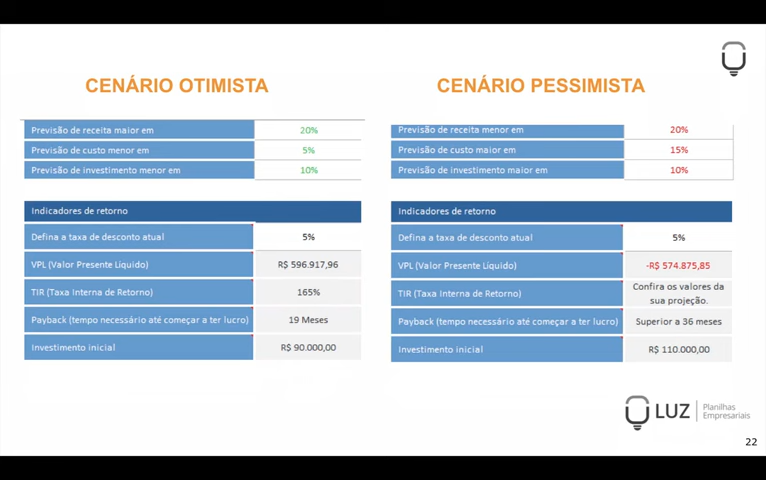 CENÁRIO OTIMISTA
Previsão de receita maior em 20%
Previsão de custo menor em 5%
Previsão de investimento menor em 10%
Indicadores de retorno
Defina a taxa de desconto atual 5%
VPL (Valor Presente Líquido) R$ 596.917,96
TIR (Taxa Interna de Retorno) 165%
Payback (tempo necessário até começar a ter lucro) 19 Meses
Investimento inicial R$ 90.000,00
CENÁRIO PESSIMISTA
Previsão de receita menor em 20%
Previsão de custo maior em 15%
Previsão de investimento maior em 10%
Indicadores de retorno
Defina a taxa de desconto atual 5%
VPL (Valor Presente Líquido) -R$ 574.875,85
TIR (Taxa Interna de Retorno) Confira os valores da
sua projeção.
Payback (tempo necessário até começar a ter lucro) Superior a 36 meses
Investimento inicial R$ 110.000,00
LUZ Planilhas
Empresariais
22